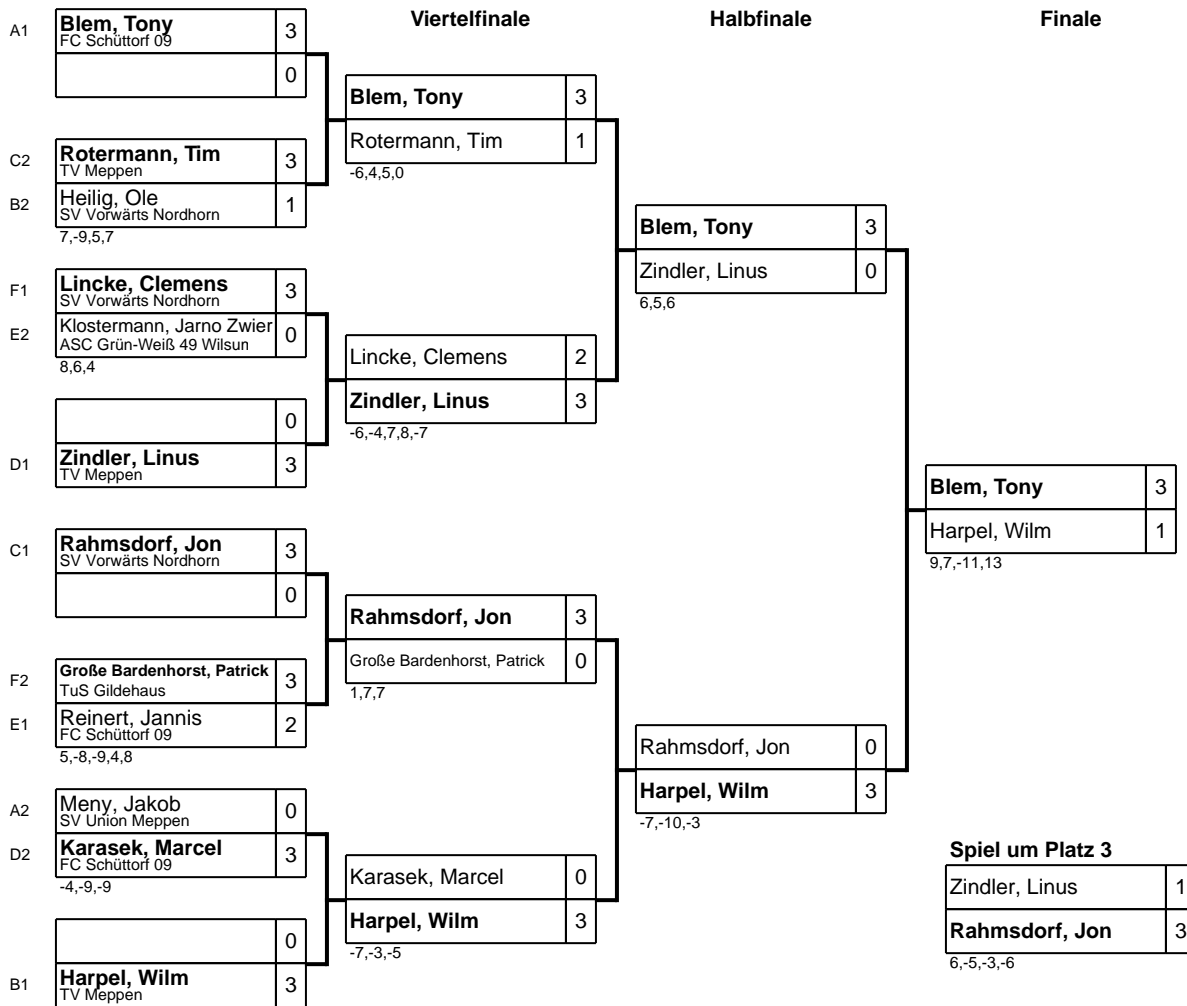 Viertelfinale
Halbfinale
Finale
A1
Blem, Tony
3
FC Schüttorf 09
0
C2
Rotermann, Tim
3
TV Meppen
B2
Heilig, Ole
1
SV Vorwärts Nordhorn
7,-9,5,7
F1
Lincke, Clemens
3
SV Vorwärts Nordhorn
E2
Klostermann, Jarno Zwier
0
ASC Grün-Weiß 49 Wilsun
8,6,4
0
D1
Zindler, Linus
3
TV Meppen
C1
Rahmsdorf, Jon
3
SV Vorwärts Nordhorn
0
F2
Große Bardenhorst, Patrick
3
TuS Gildehaus
E1
Reinert, Jannis
2
FC Schüttorf 09
5,-8,-9,4,8
A2
Meny, Jakob
0
SV Union Meppen
D2
Karasek, Marcel
3
FC Schüttorf 09
-4,-9,-9
0
B1
Harpel, Wilm
3
TV Meppen
Blem, Tony
3
Rotermann, Tim
1
-6,4,5,0
Lincke, Clemens
2
Zindler, Linus
3
-6,-4,7,8,-7
Rahmsdorf, Jon
3
Große Bardenhorst, Patrick
0
1,7,7
Karasek, Marcel
0
Harpel, Wilm
3
-7,-3,-5
Blem, Tony
3
Zindler, Linus
0
6,5,6
Rahmsdorf, Jon
0
Harpel, Wilm
3
-7,-10,-3
Blem, Tony
3
Harpel, Wilm
1
9,7,-11,13
Spiel um Platz 3
Zindler, Linus
1
Rahmsdorf, Jon
3
6,-5,-3,-6